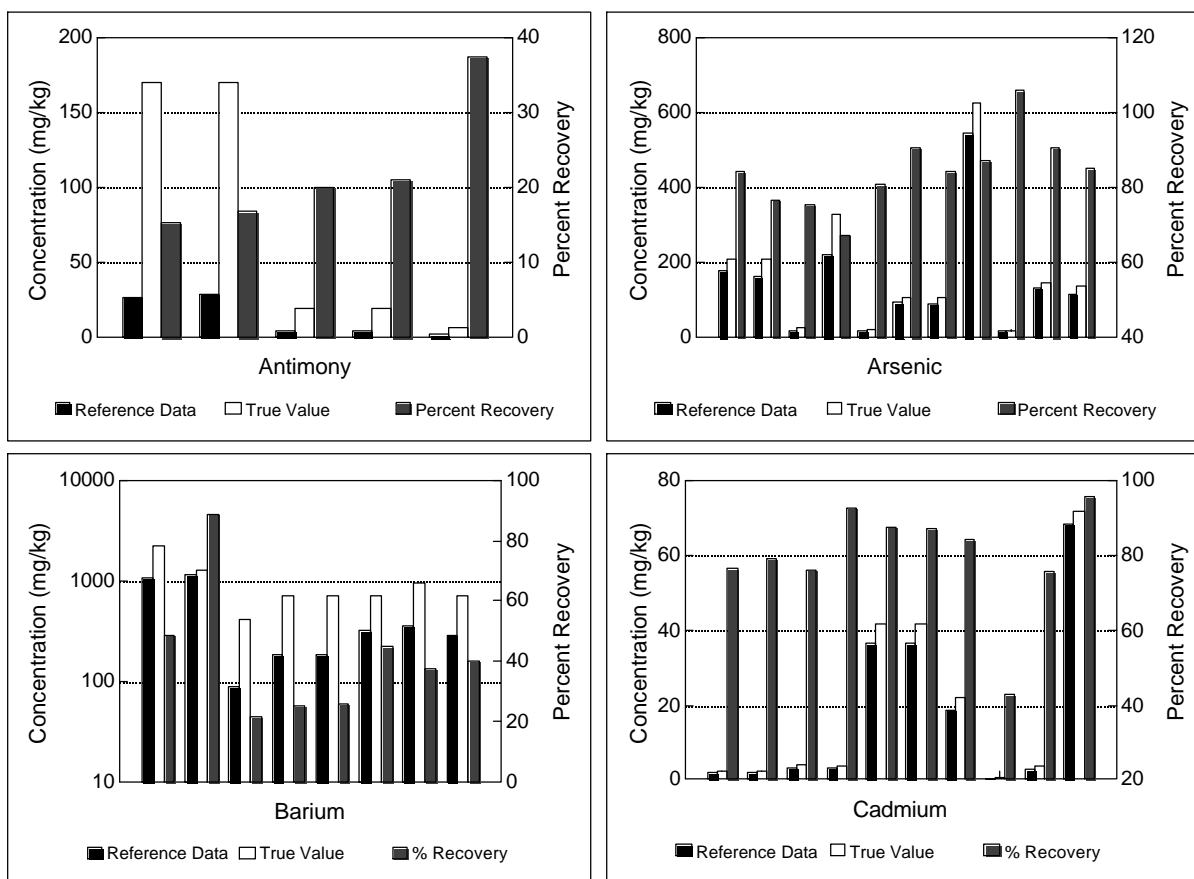 200
150
100
50
0
Concentration (mg/kg)
40
30
20
10
0
Percent Recovery
Antimony
Reference Data True Value Percent Recovery
800
600
400
200
0
Concentration (mg/kg)
120
100
80
60
40
Percent Recovery
Arsenic
Reference Data True Value Percent Recovery
10000
1000
100
10
Concentration (mg/kg)
100
80
60
40
20
0
Percent Recovery
Barium
Reference Data True Value % Recovery
80
60
40
20
0
Concentration (mg/kg)
100
80
60
40
20
Percent Recovery
Cadmium
Reference Data True Value % Recovery